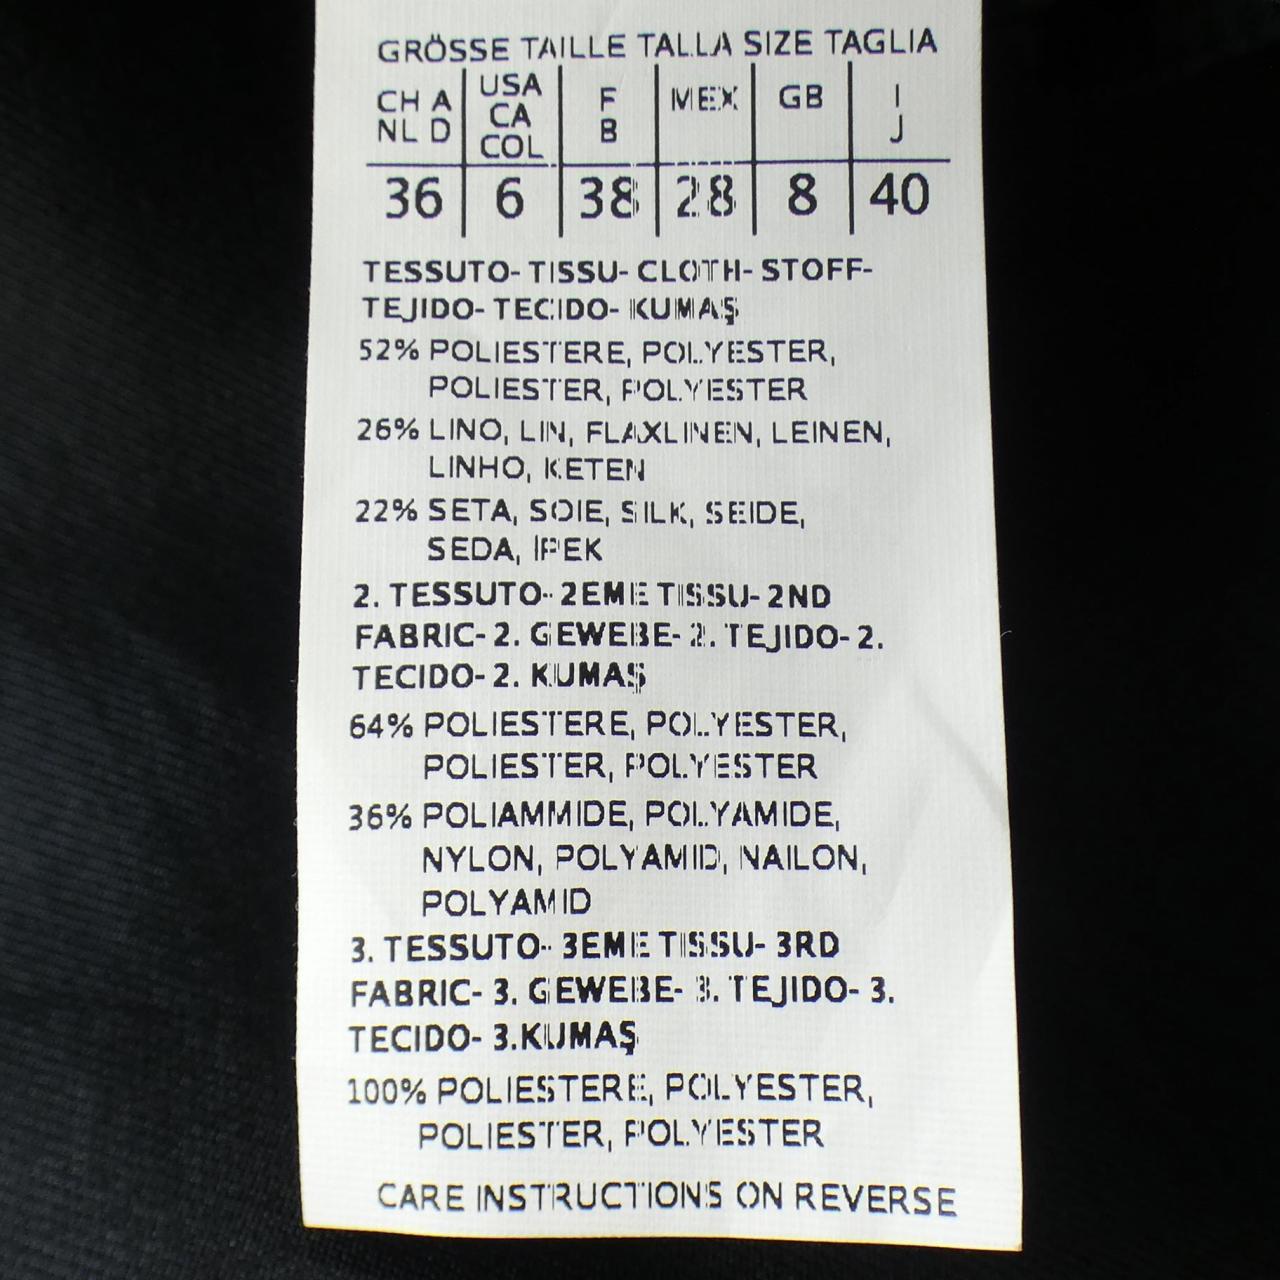 GRÖSSE TAILLE TALLA SIZE TAGLIA
CH A NL D | USA CA COL | F B | MEX | GB | I J
36 | 6 | 38 | 28 | 8 | 40
TESSUTO- TISSU- CLOTH- STOFF-
TEJIDO- TECIDO- KUMAŞ
52% POLIESTERE, POLYESTER,
POLIESTER, POLYESTER
26% LINO, LIN, FLAXLINEN, LEINEN,
LINHO, KETEN
22% SETA, SOIE, SILK, SEIDE,
SEDA, İPEK
2. TESSUTO- 2EME TISSU- 2ND
FABRIC- 2. GEWEBE- 2. TEJIDO- 2.
TECIDO- 2. KUMAŞ
64% POLIESTERE, POLYESTER,
POLIESTER, POLYESTER
36% POLIAMMIDE, POLYAMIDE,
NYLON, POLYAMID, NAILON,
POLYAMID
3. TESSUTO- 3EME TISSU- 3RD
FABRIC- 3. GEWEBE- 3. TEJIDO- 3.
TECIDO- 3.KUMAŞ
100% POLIESTERE, POLYESTER,
POLIESTER, POLYESTER
CARE INSTRUCTIONS ON REVERSE